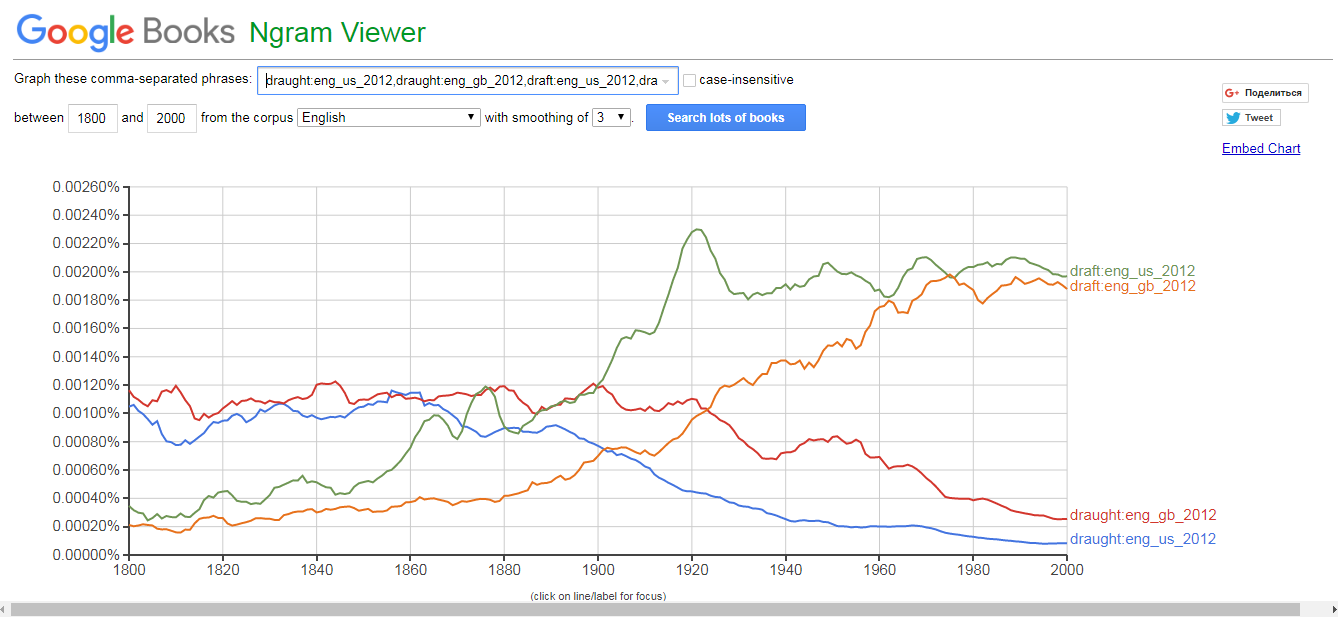 Google Books Ngram Viewer
Graph these comma-separated phrases: draught:eng_us_2012,draught:eng_gb_2012,draft:eng_us_2012,dra case-insensitive
between 1800 and 2000 from the corpus English with smoothing of 3 . Search lots of books
G+ Поделиться
Tweet
Embed Chart
0.00260%
0.00240%
0.00220%
0.00200%
0.00180%
0.00160%
0.00140%
0.00120%
0.00100%
0.00080%
0.00060%
0.00040%
0.00020%
0.00000%
draft:eng_us_2012
draft:eng_gb_2012
draught:eng_gb_2012
draught:eng_us_2012
1800 1820 1840 1860 1880 1900 1920 1940 1960 1980 2000
(click on line/label for focus)